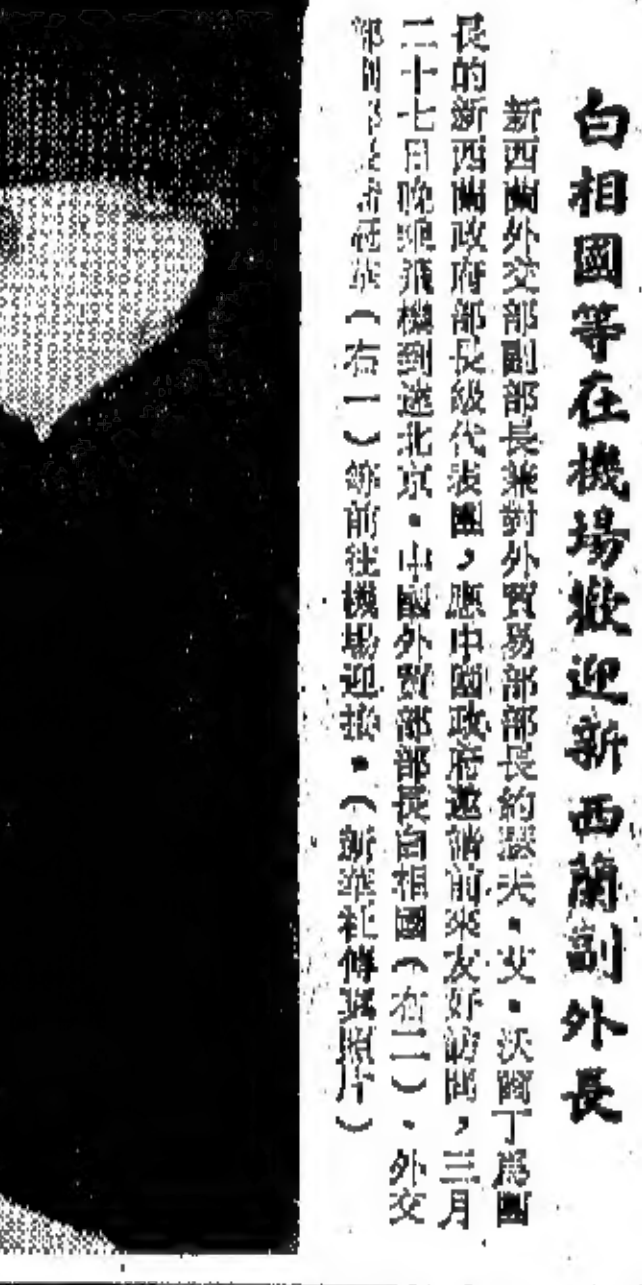 白相國等在機場歡迎新西蘭副外長
新西蘭外交部副部長兼對外貿易部部長約瑟夫·艾·沃爾丁爲團
長的新西蘭政府部長級代表團，應中國政府邀請前來友好訪問，三月
二十七日晚乘飛機到達北京。中國外貿部部長白相國（右二）、外交
部副部長（右一）等前往機場迎接。（新華社傳真照片）